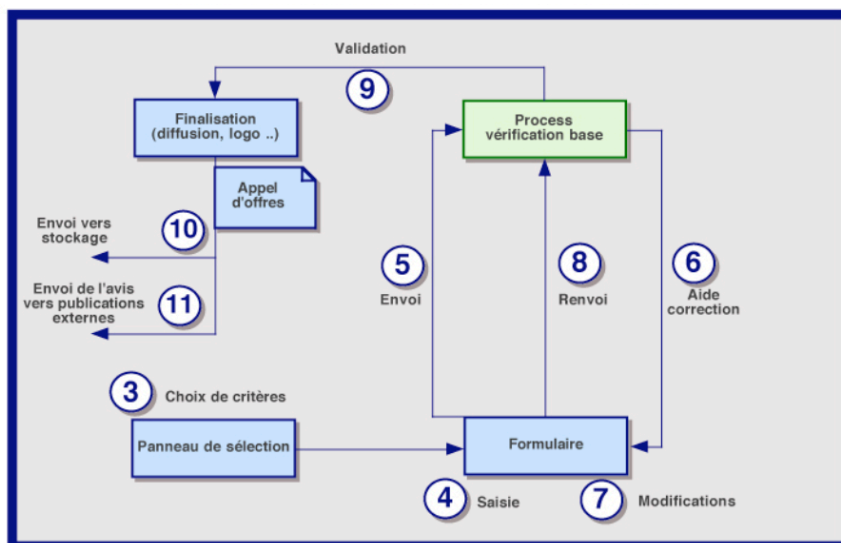 Validation
9
Finalisation
(diffusion, logo ..)
Process
vérification base
Appel
d'offres
Envoi vers
stockage
10
Envoi de l'avis
vers publications
externes
11
5
Envoi
8
Renvoi
6
Aide
correction
3
Choix de critères
Panneau de sélection
Formulaire
4
Saisie
7
Modifications